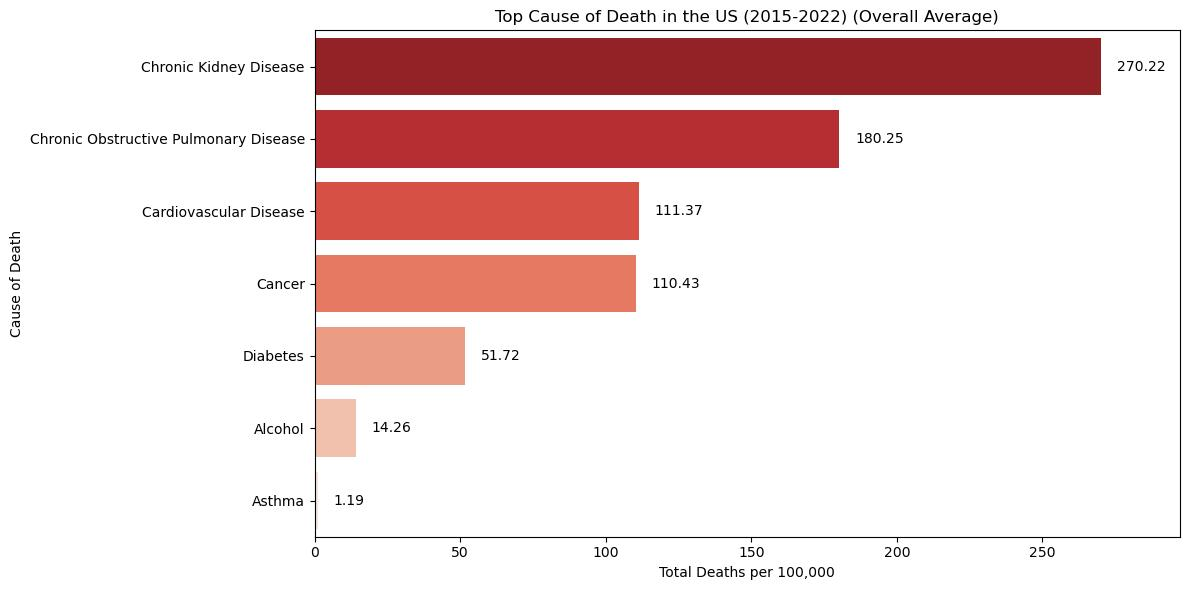 Top Cause of Death in the US (2015-2022) (Overall Average)
Cause of Death
Chronic Kidney Disease
270.22
Chronic Obstructive Pulmonary Disease
180.25
Cardiovascular Disease
111.37
Cancer
110.43
Diabetes
51.72
Alcohol
14.26
Asthma
1.19
0 50 100 150 200 250
Total Deaths per 100,000